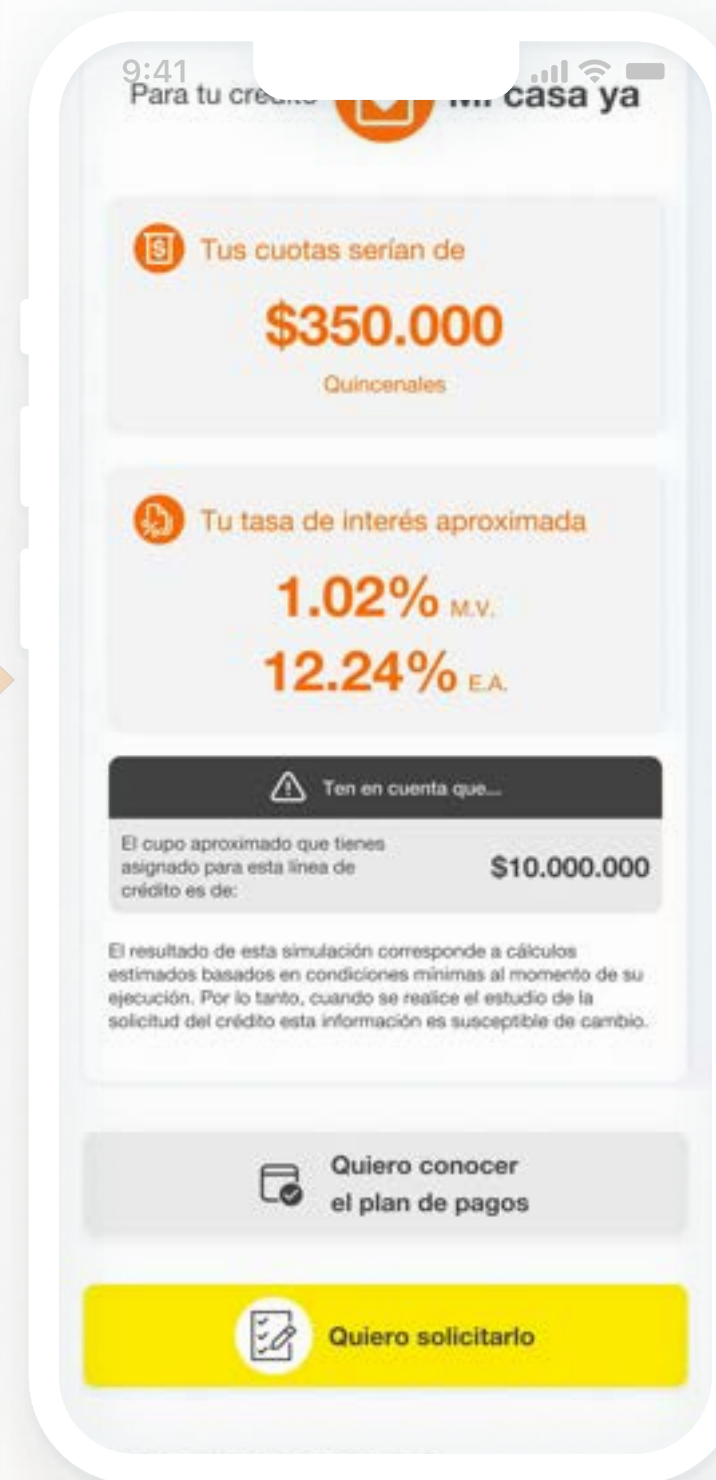 9:41
Para tu
casa ya
Tus cuotas serían de
$350.000
Quincenales
Tu tasa de interés aproximada
1.02% M.V.
12.24% E.A.
Ten en cuenta que...
El cupo aproximado que tienes
asignado para esta línea de
crédito es de:
$10.000.000
El resultado de esta simulación corresponde a cálculos
estimados basados en condiciones mínimas al momento de su
ejecución. Por lo tanto, cuando se realice el estudio de la
solicitud del crédito esta información es susceptible de cambio.
Quiero conocer
el plan de pagos
Quiero solicitarlo